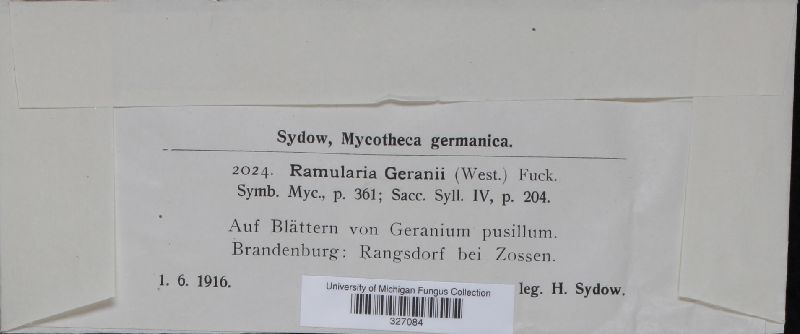 Sydow, Mycotheca germanica.
2024. Ramularia Geranii (West.) Fuck.
Symb. Myc., p. 361; Sacc. Syll. IV, p. 204.
Auf Blättern von Geranium pusillum.
Brandenburg: Rangsdorf bei Zossen.
1. 6. 1916. leg. H. Sydow.
University of Michigan Fungus Collection
327084